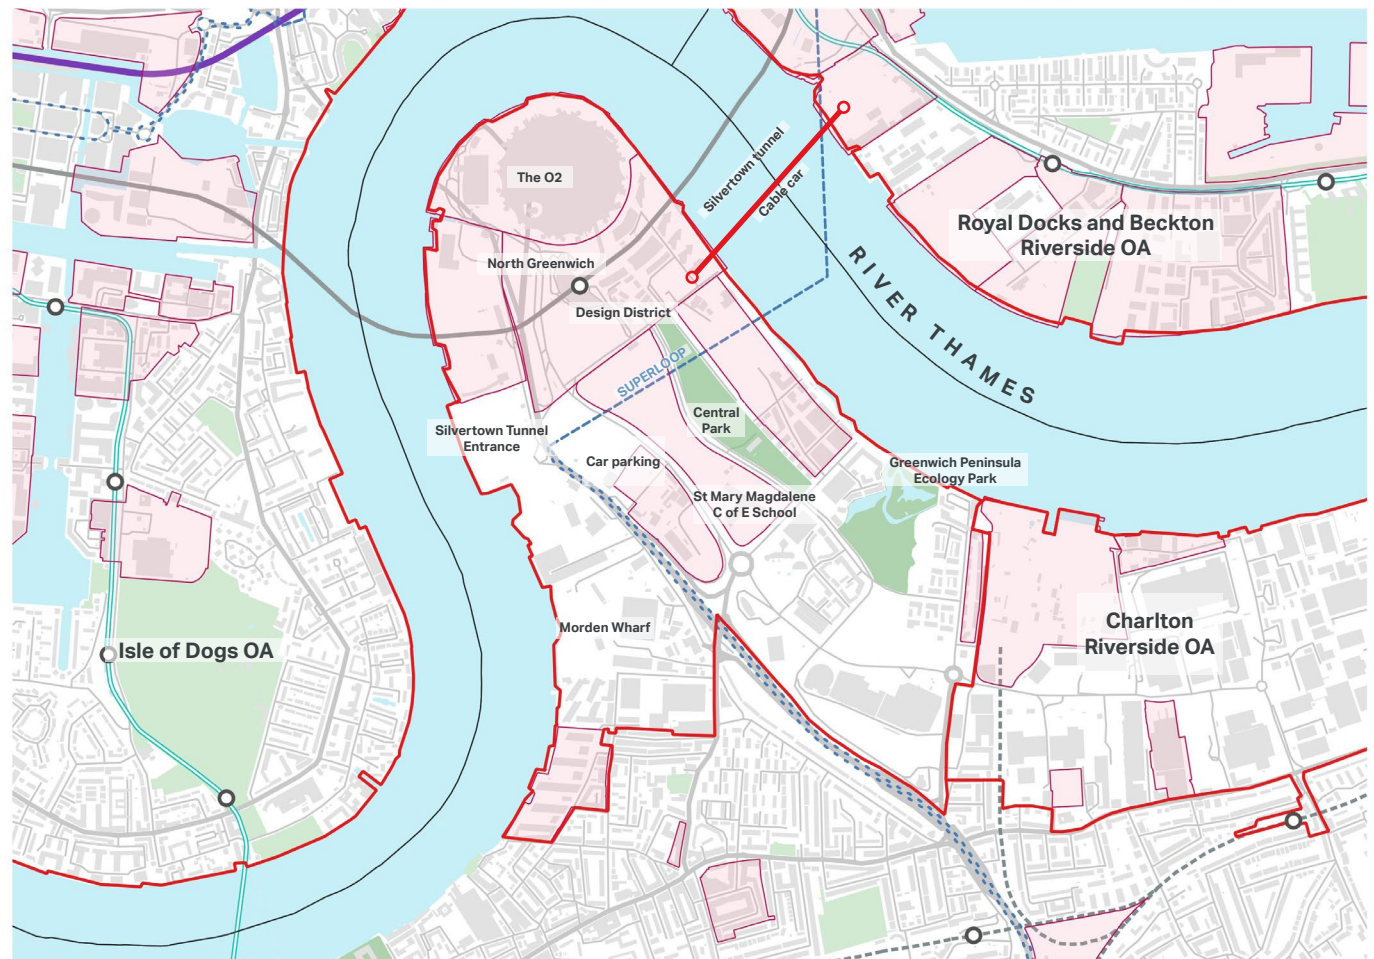 Silvertown tunnel
Cable car
The O2
Royal Docks and Beckton
Riverside OA
North Greenwich
RIVER THAMES
Design District
SUPERLOOP
Central
Park
Silvertown Tunnel
Entrance
Car parking
Greenwich Peninsula
Ecology Park
St Mary Magdalene
C of E School
Morden Wharf
Charlton
Riverside OA
Isle of Dogs OA